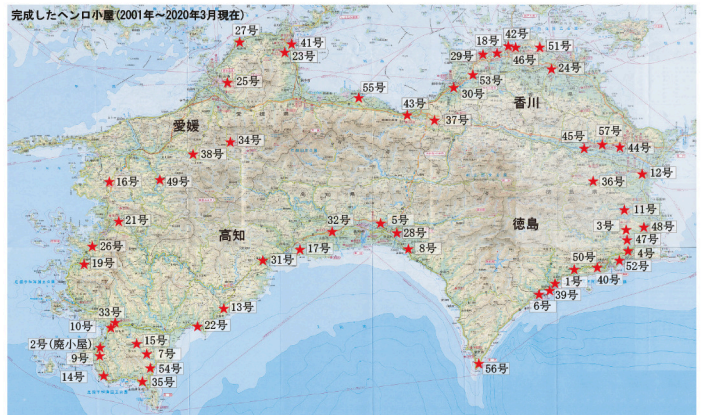 完成したヘンロ小屋(2001年～2020年3月現在)
27号
41号
23号
42号
18号
51号
29号
46号
24号
25号
53号
55号
30号
香川
43号
愛媛
37号
34号
57号
45号
44号
38号
12号
16号
49号
36号
11号
21号
32号
5号
徳島
3号
48号
高知
28号
47号
26号
17号
8号
4号
19号
31号
50号
52号
40号
1号
39号
6号
13号
33号
10号
22号
2号(廃小屋)
15号
9号
7号
54号
14号
35号
56号